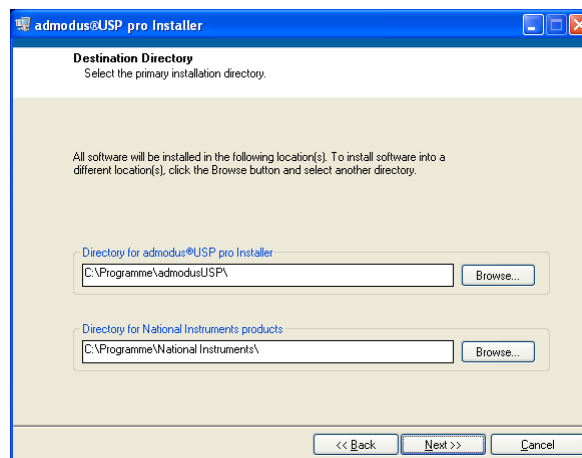 admodus®USP pro Installer
Destination Directory
Select the primary installation directory.
All software will be installed in the following location(s). To install software into a
different location(s), click the Browse button and select another directory.
Directory for admodus®USP pro Installer
C:\Programme\admodusUSP\
Browse...
Directory for National Instruments products
C:\Programme\National Instruments\
Browse...
<< Back
Next >>
Cancel